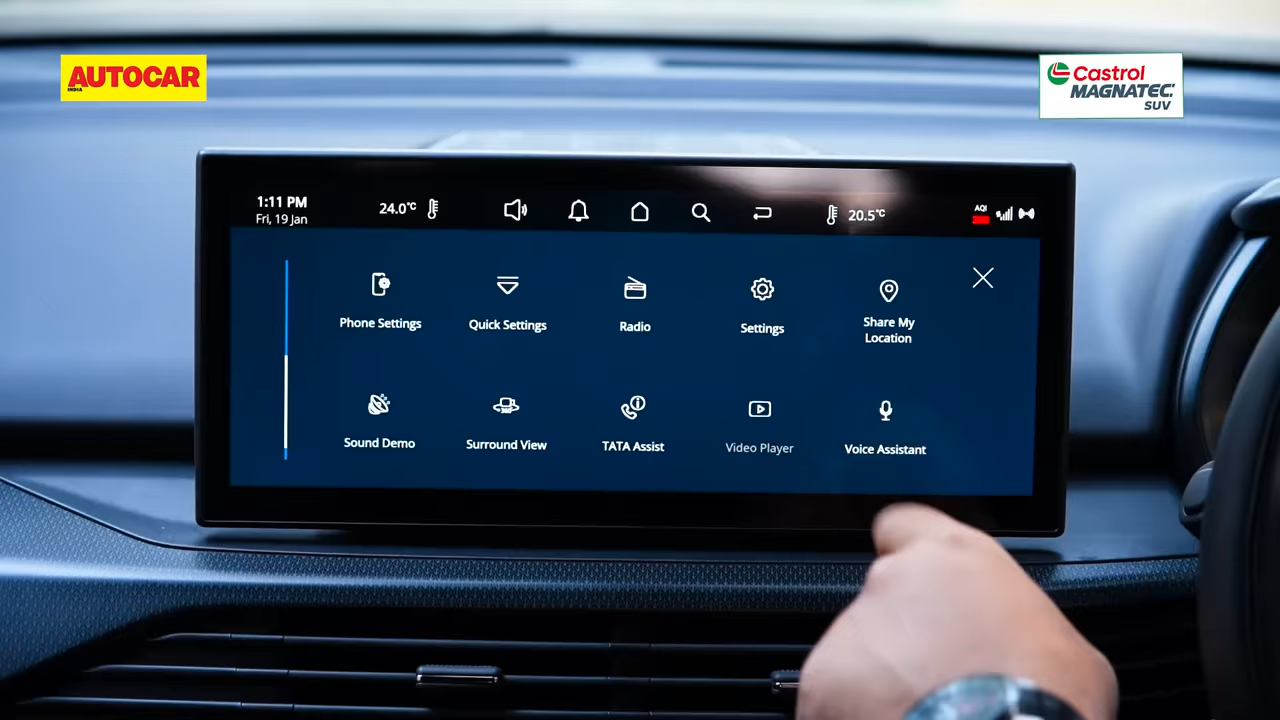 AUTOCAR
INDIA
Castrol
MAGNATEC
SUV
1:11 PM
Fri, 19 Jan
24.0°C
20.5°C
AQI
Phone Settings
Quick Settings
Radio
Settings
Share My
Location
Sound Demo
Surround View
TATA Assist
Video Player
Voice Assistant